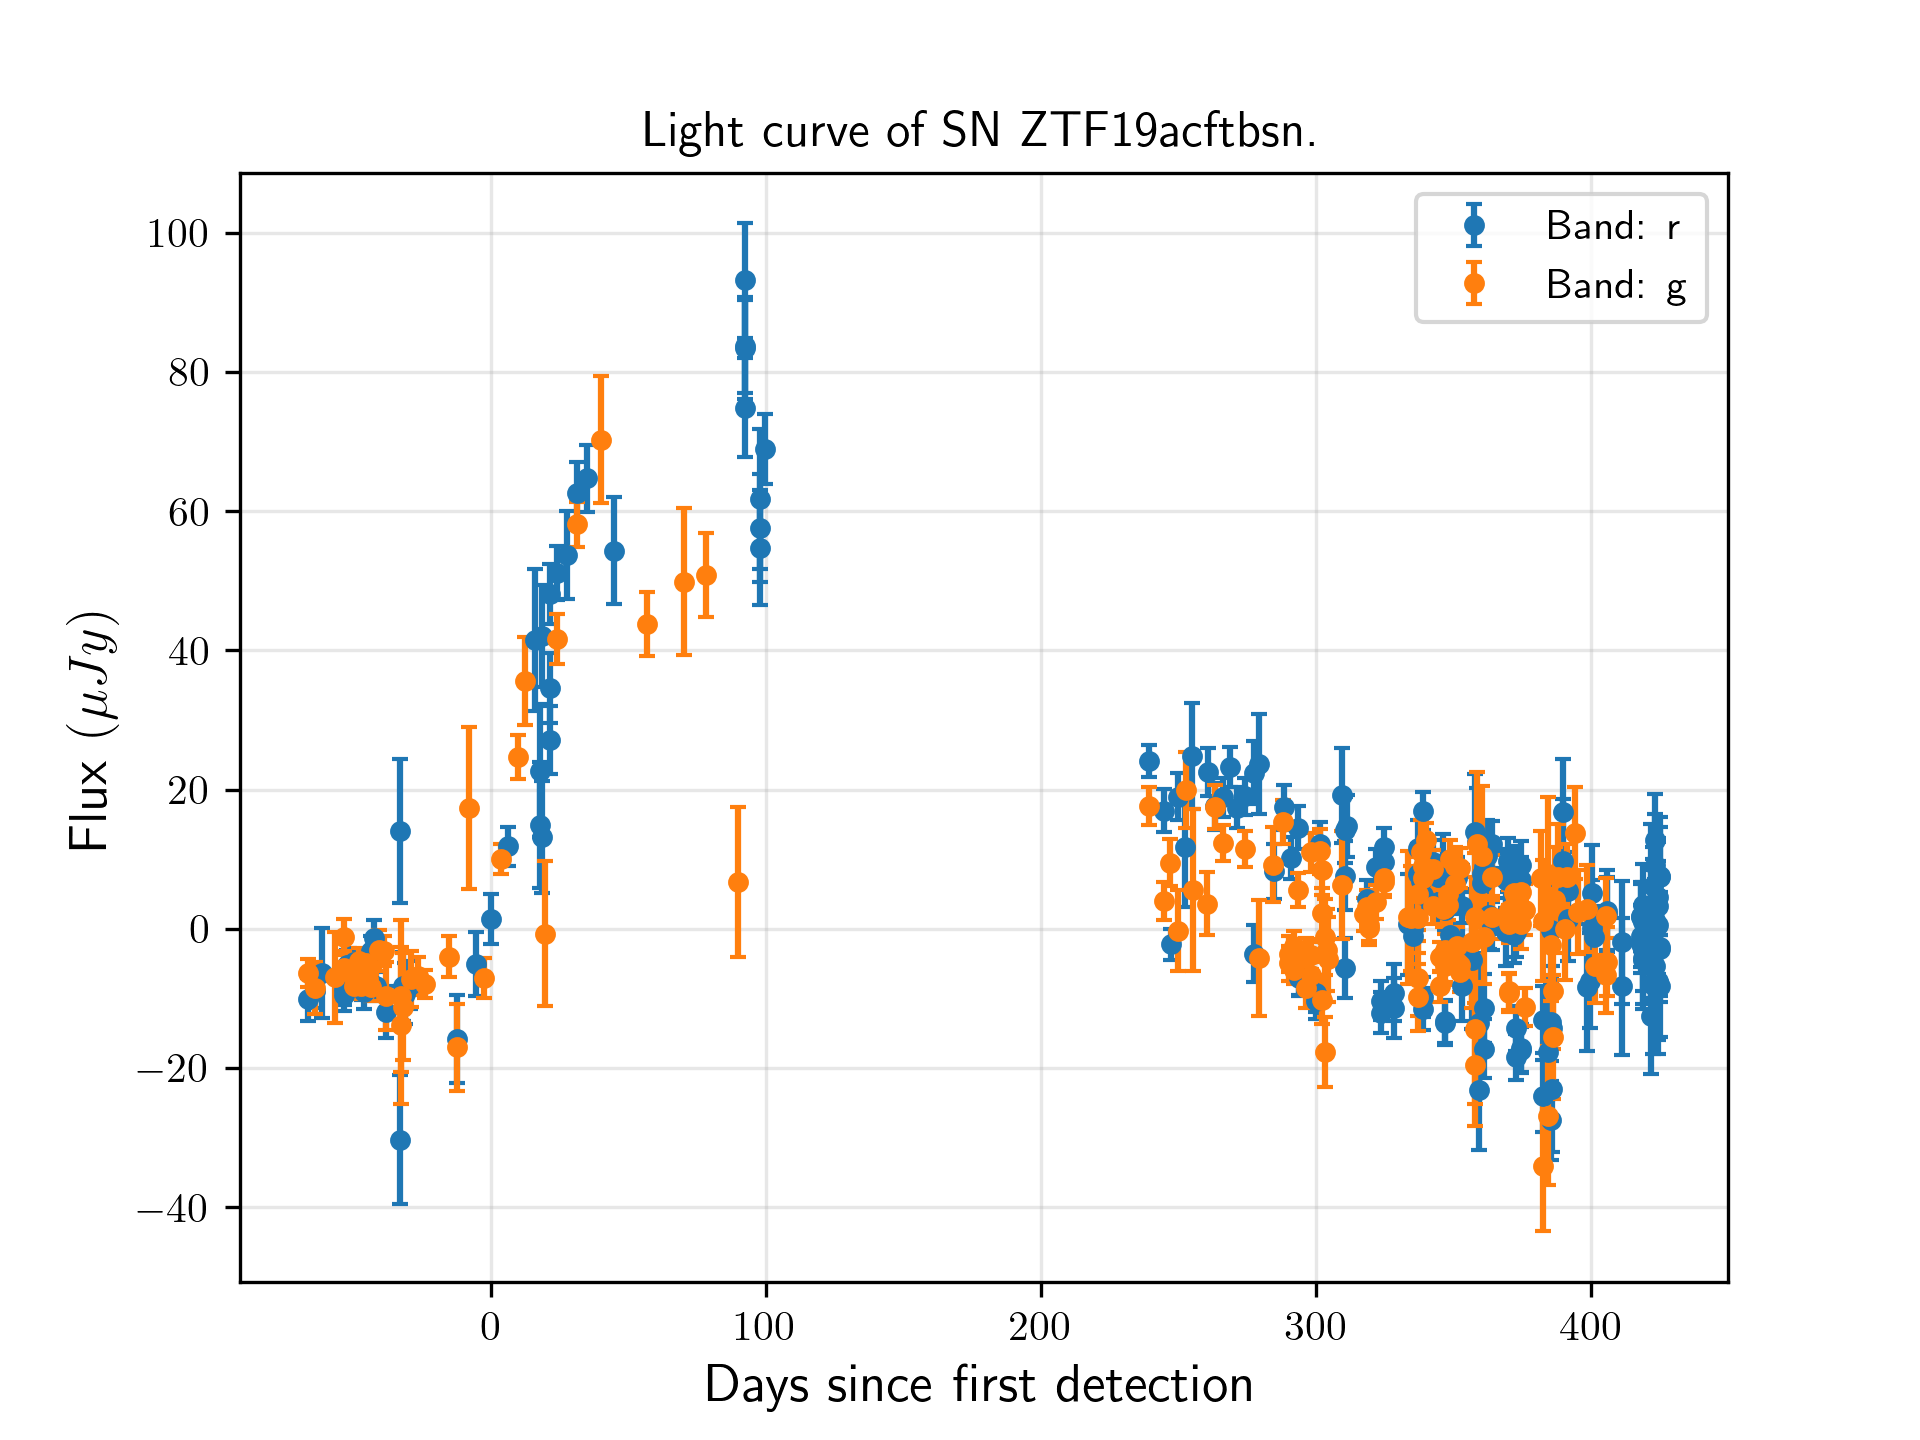 Light curve of SN ZTF19acftbsn.
Band: r
Band: g
Flux (μJy)
100
80
60
40
20
0
−20
−40
0 100 200 300 400
Days since first detection